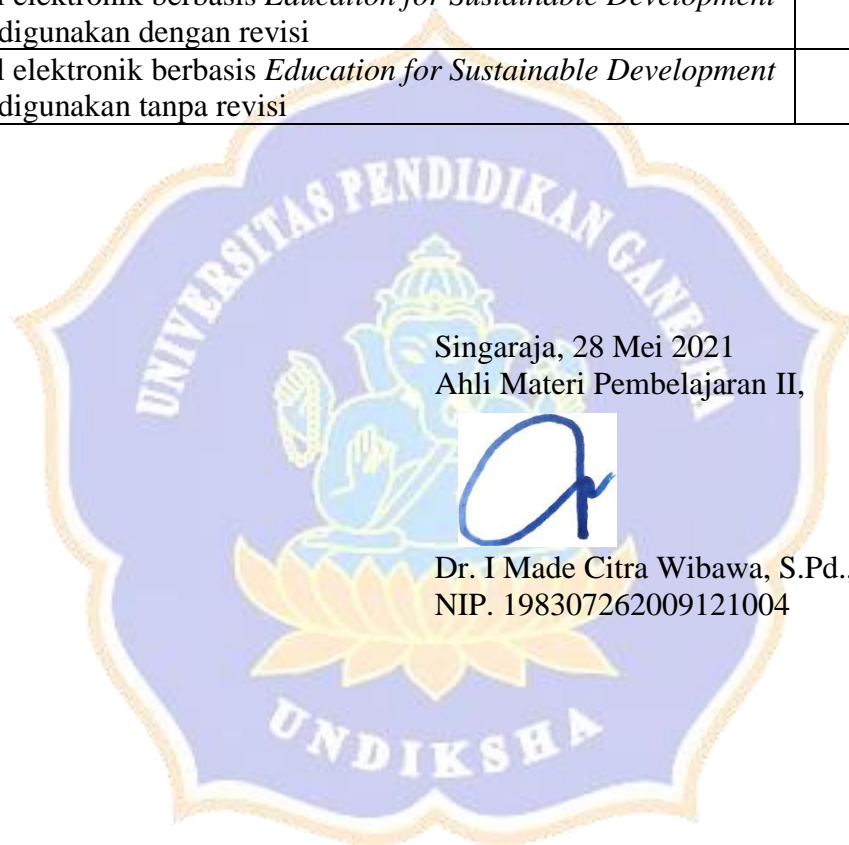 elektronik berbasis Education for Sustainable Development
digunakan dengan revisi
elektronik berbasis Education for Sustainable Development
digunakan tanpa revisi
UNIVERSITAS PENDIDIKAN GANESHA
Singaraja, 28 Mei 2021
Ahli Materi Pembelajaran II,
Dr. I Made Citra Wibawa, S.Pd.,
NIP. 198307262009121004
UNDIKSHA